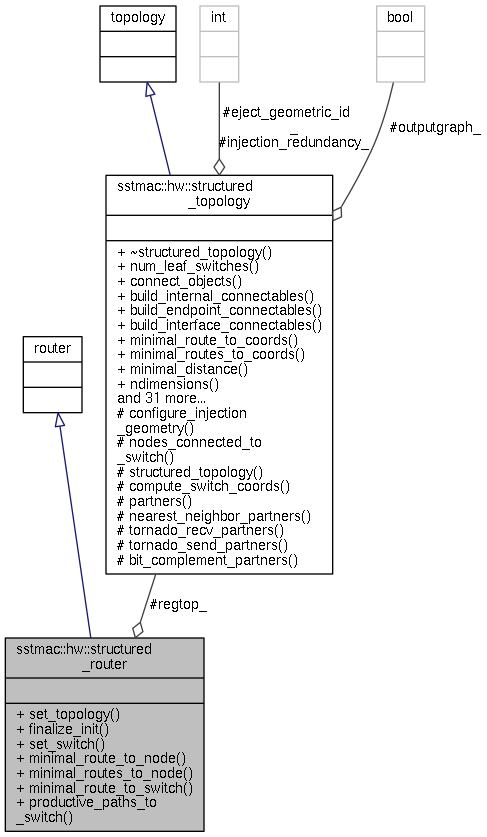 topology
int
bool
#eject_geometric_id
_
#injection_redundancy_
#outputgraph_
sstmac::hw::structured
_topology
+ ~structured_topology()
+ num_leaf_switches()
+ connect_objects()
+ build_internal_connectables()
+ build_endpoint_connectables()
+ build_interface_connectables()
+ minimal_route_to_coords()
+ minimal_routes_to_coords()
+ minimal_distance()
+ ndimensions()
and 31 more...
# configure_injection
_geometry()
# nodes_connected_to
_switch()
# structured_topology()
# compute_switch_coords()
# partners()
# nearest_neighbor_partners()
# tornado_recv_partners()
# tornado_send_partners()
# bit_complement_partners()
router
#regtop_
sstmac::hw::structured
_router
+ set_topology()
+ finalize_init()
+ set_switch()
+ minimal_route_to_node()
+ minimal_routes_to_node()
+ minimal_route_to_switch()
+ productive_paths_to
_switch()